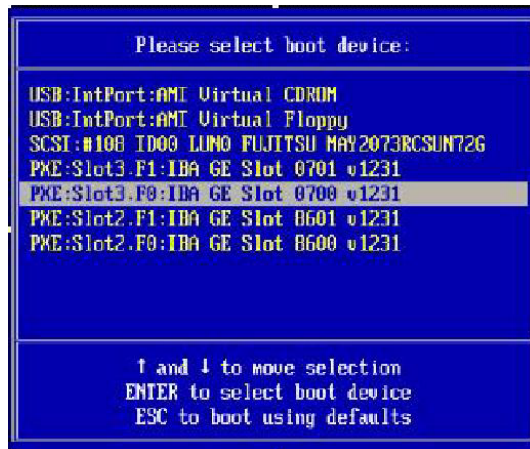 Please select boot device:
USB:IntPort:AMI Virtual CDROM
USB:IntPort:AMI Virtual Floppy
SCSI:#108 ID00 LUN0 FUJITSU MAY2073RCSUN72G
PXE:Slot3.F1:IBA GE Slot 0701 v1231
PXE:Slot3.F0:IBA GE Slot 0700 v1231
PXE:Slot2.F1:IBA GE Slot 8601 v1231
PXE:Slot2.F0:IBA GE Slot 8600 v1231
↑ and ↓ to move selection
ENTER to select boot device
ESC to boot using defaults